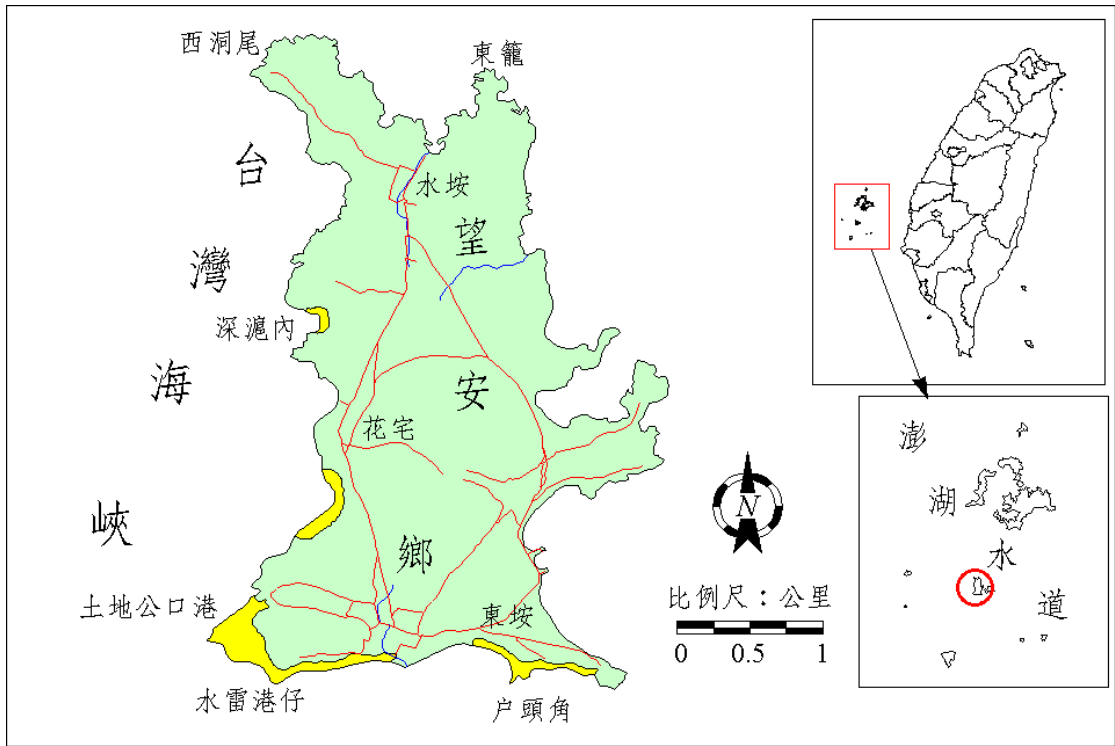 西洞尾
東籠
台灣海峽
水垵
望安鄉
深滬內
花宅
土地公口港
水雷港仔
東垵
户頭角
N
比例尺：公里
0 0.5 1
澎湖水道